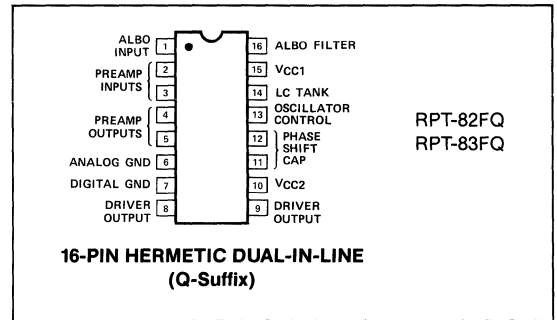 ALBO INPUT 1
PREAMP INPUTS 2
3
PREAMP OUTPUTS 4
5
ANALOG GND 6
DIGITAL GND 7
DRIVER OUTPUT 8
16 ALBO FILTER
15 VCC1
14 LC TANK
13 OSCILLATOR CONTROL
12 PHASE SHIFT CAP
11
10 VCC2
9 DRIVER OUTPUT
RPT-82FQ
RPT-83FQ
16-PIN HERMETIC DUAL-IN-LINE
(Q-Suffix)